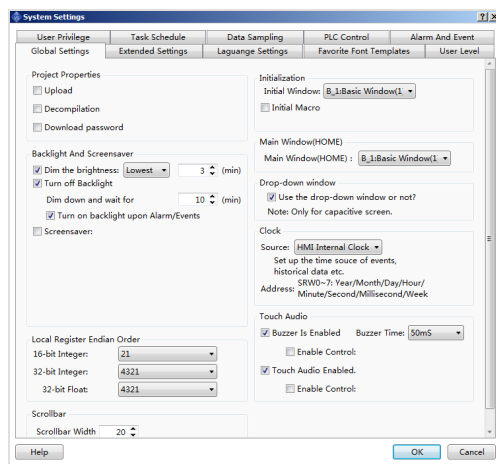 System Settings
User Privilege
Task Schedule
Data Sampling
PLC Control
Alarm And Event
Global Settings
Extended Settings
Laguange Settings
Favorite Font Templates
User Level
Project Properties
Upload
Decompilation
Download password
Backlight And Screensaver
Dim the brightness: Lowest 3 (min)
Turn off Backlight
Dim down and wait for 10 (min)
Turn on backlight upon Alarm/Events
Screensaver:
Local Register Endian Order
16-bit Integer: 21
32-bit Integer: 4321
32-bit Float: 4321
Scrollbar
Scrollbar Width 20
Initialization
Initial Window: B_1:Basic Window(1
Initial Macro
Main Window(HOME)
Main Window(HOME) : B_1:Basic Window(1
Drop-down window
Use the drop-down window or not?
Note: Only for capacitive screen.
Clock
Source: HMI Internal Clock
Set up the time souce of events,
historical data etc.
Address: SRW0~7: Year/Month/Day/Hour/
Minute/Second/Millisecond/Week
Touch Audio
Buzzer Is Enabled Buzzer Time: 50mS
Enable Control:
Touch Audio Enabled.
Enable Control:
Help
OK
Cancel